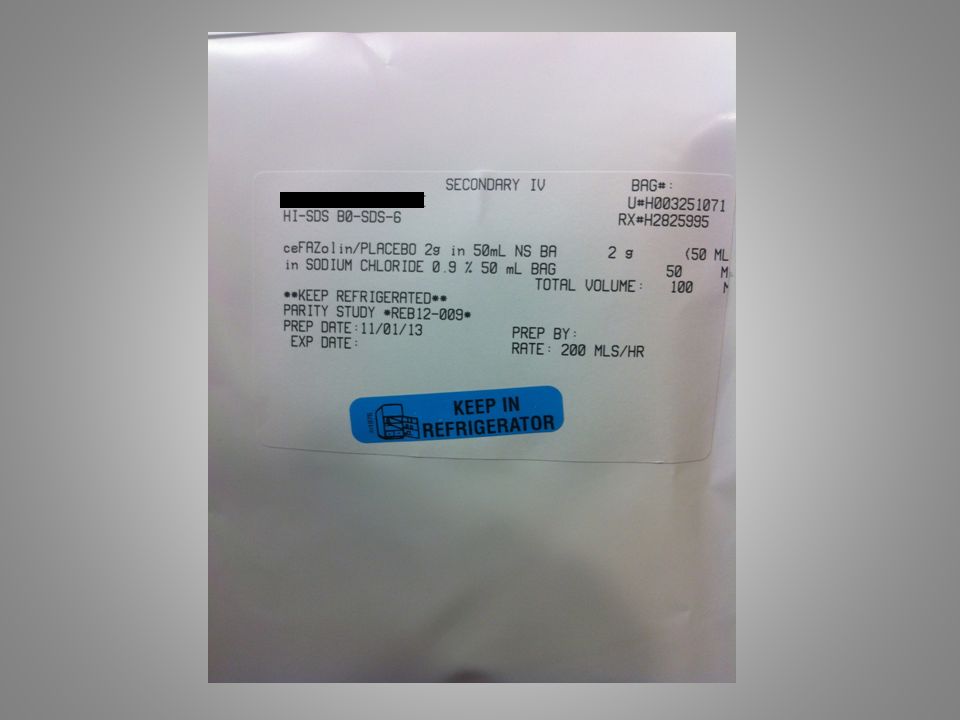 SECONDARY IV BAG#:
U#H003251071
HI-SDS B0-SDS-6 RX#H2825995
ceFAZolin/PLACEBO 2g in 50mL NS BA 2 g (50 ML
in SODIUM CHLORIDE 0.9 % 50 mL BAG 50 M
TOTAL VOLUME: 100 M
**KEEP REFRIGERATED**
PARITY STUDY *REB12-009*
PREP DATE:11/01/13 PREP BY:
EXP DATE: RATE: 200 MLS/HR
KEEP IN
REFRIGERATOR